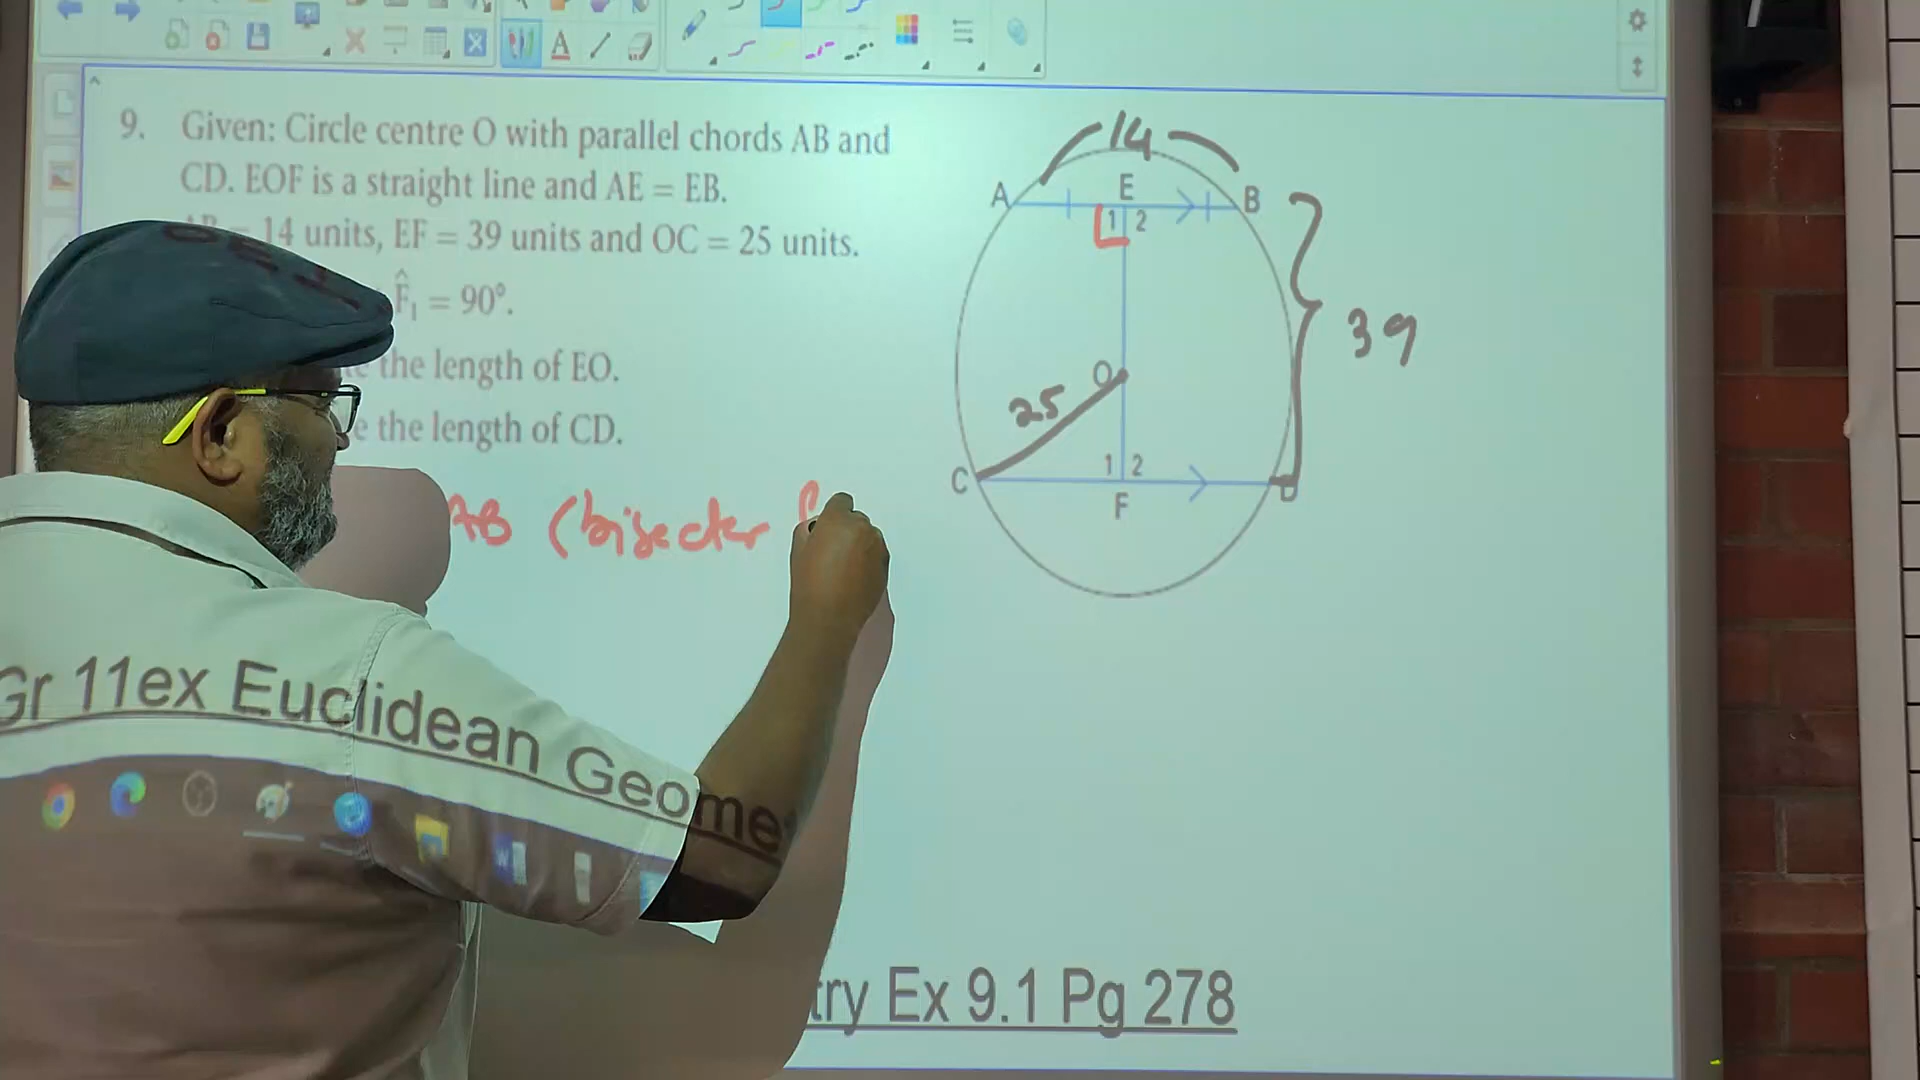 9. Given: Circle centre O with parallel chords AB and
CD. EOF is a straight line and AE = EB.
= 14 units, EF = 39 units and OC = 25 units.
F̂₁ = 90°.
the length of EO.
the length of CD.
AB (bisector
14
A E B
1 2
39
O
25
1 2
C F D
Gr 11ex Euclidean Geome
try Ex 9.1 Pg 278